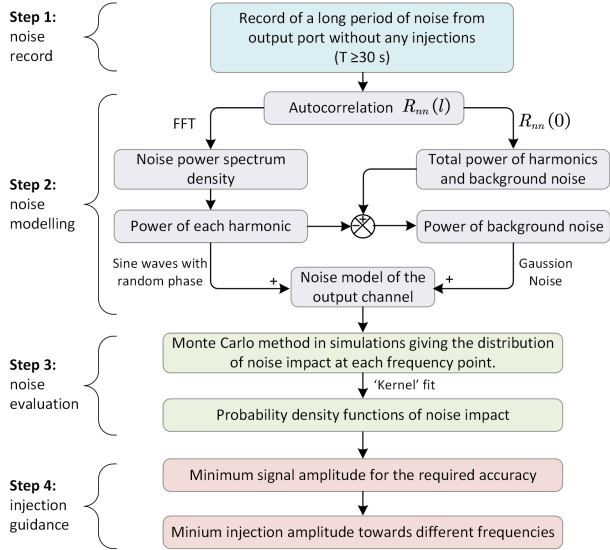 Step 1:
noise
record
Record of a long period of noise from
output port without any injections
(T ≥30 s)
Step 2:
noise
modelling
Autocorrelation R_{nn}(l)
FFT
R_{nn}(0)
Noise power spectrum
density
Total power of harmonics
and background noise
Power of each harmonic
+
-
Power of background noise
Sine waves with
random phase
+
Noise model of the
output channel
+
Gaussion
Noise
Step 3:
noise
evaluation
Monte Carlo method in simulations giving the distribution
of noise impact at each frequency point.
‘Kernel’ fit
Probability density functions of noise impact
Step 4:
injection
guidance
Minimum signal amplitude for the required accuracy
Minium injection amplitude towards different frequencies